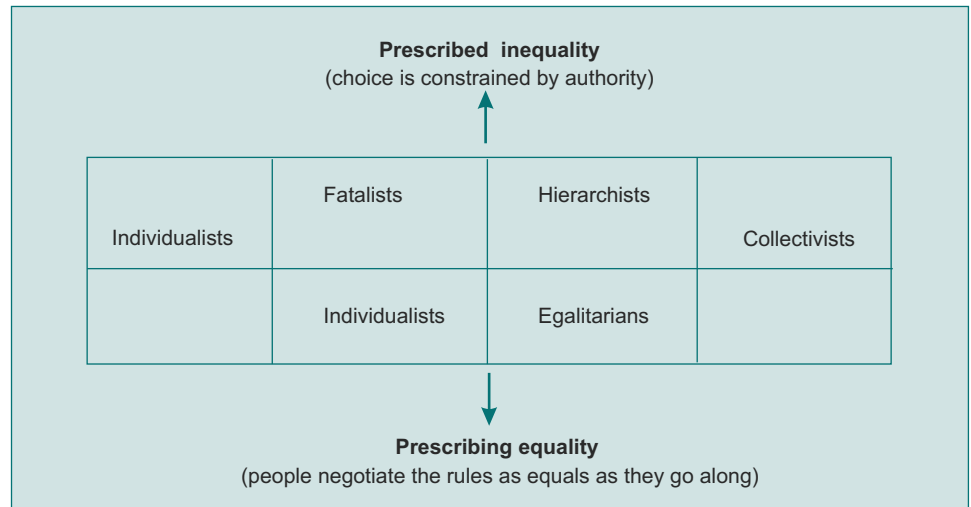 Prescribed inequality
(choice is constrained by authority)
Fatalists
Hierarchists
Individualists
Collectivists
Individualists
Egalitarians
Prescribing equality
(people negotiate the rules as equals as they go along)